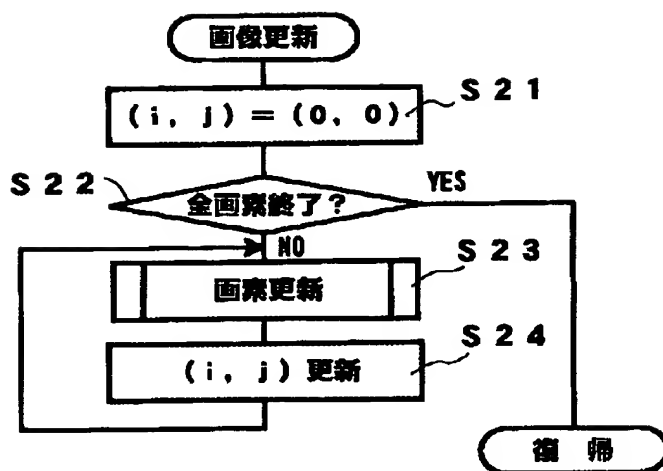 画像更新
S21
(i, j) = (0, 0)
S22
全画素終了?
YES
NO
S23
画素更新
S24
(i, j) 更新
復 帰